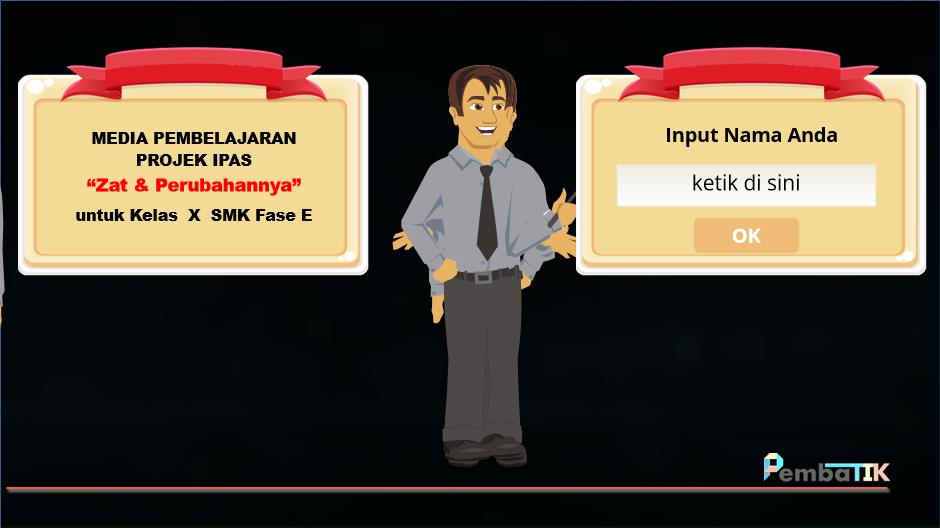 MEDIA PEMBELAJARAN
PROJEK IPAS
“Zat & Perubahannya”
untuk Kelas X SMK Fase E
Input Nama Anda
ketik di sini
OK
PembaTIK